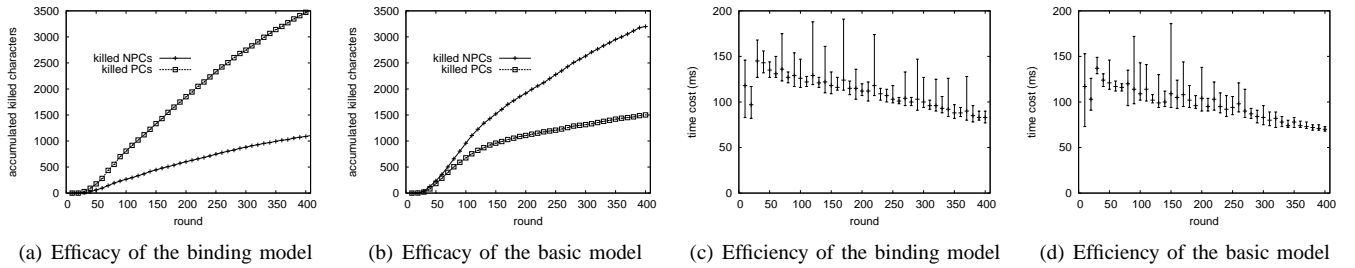 accumulated killed characters
3500
3000
2500
2000
1500
1000
500
0
killed NPCs
killed PCs
0 50 100 150 200 250 300 350 400
round
(a) Efficacy of the binding model
accumulated killed characters
3500
3000
2500
2000
1500
1000
500
0
killed NPCs
killed PCs
0 50 100 150 200 250 300 350 400
round
(b) Efficacy of the basic model
time cost (ms)
200
150
100
50
0
0 50 100 150 200 250 300 350 400
round
(c) Efficiency of the binding model
time cost (ms)
200
150
100
50
0
0 50 100 150 200 250 300 350 400
round
(d) Efficiency of the basic model